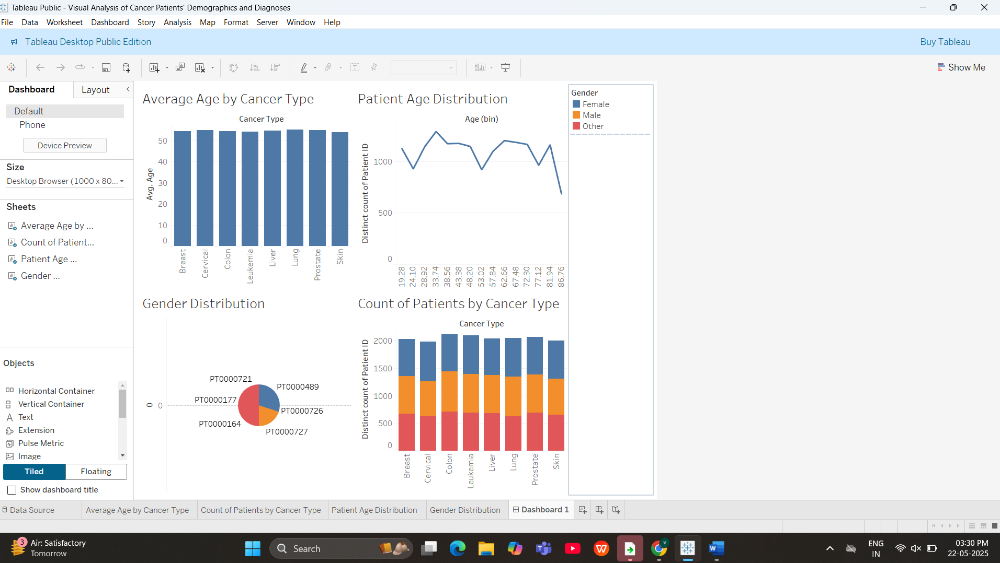 Tableau Public - Visual Analysis of Cancer Patients' Demographics and Diagnoses
File Data Worksheet Dashboard Story Analysis Map Format Server Window Help
Tableau Desktop Public Edition
Buy Tableau
Show Me
Dashboard
Layout
Default
Phone
Device Preview
Size
Desktop Browser (1000 x 80...
Sheets
Average Age by ...
Count of Patient...
Patient Age ...
Gender ...
Objects
Horizontal Container
Vertical Container
Text
Extension
Pulse Metric
Image
Tiled
Floating
Show dashboard title
Average Age by Cancer Type
Cancer Type
Avg. Age
50
40
30
20
10
0
Breast
Cervical
Colon
Leukemia
Liver
Lung
Prostate
Skin
Patient Age Distribution
Age (bin)
Distinct count of Patient ID
1000
500
0
19.28
24.10
28.92
33.74
38.56
43.38
48.20
53.02
57.84
62.66
67.48
72.30
77.12
81.94
86.76
Gender
Female
Male
Other
Gender Distribution
0
0
PT0000721
PT0000489
PT0000177
PT0000726
PT0000164
PT0000727
Count of Patients by Cancer Type
Cancer Type
Distinct count of Patient ID
2000
1500
1000
500
0
Breast
Cervical
Colon
Leukemia
Liver
Lung
Prostate
Skin
Data Source
Average Age by Cancer Type
Count of Patients by Cancer Type
Patient Age Distribution
Gender Distribution
Dashboard 1
3
Air: Satisfactory
Tomorrow
Search
ENG
IN
03:30 PM
22-05-2025